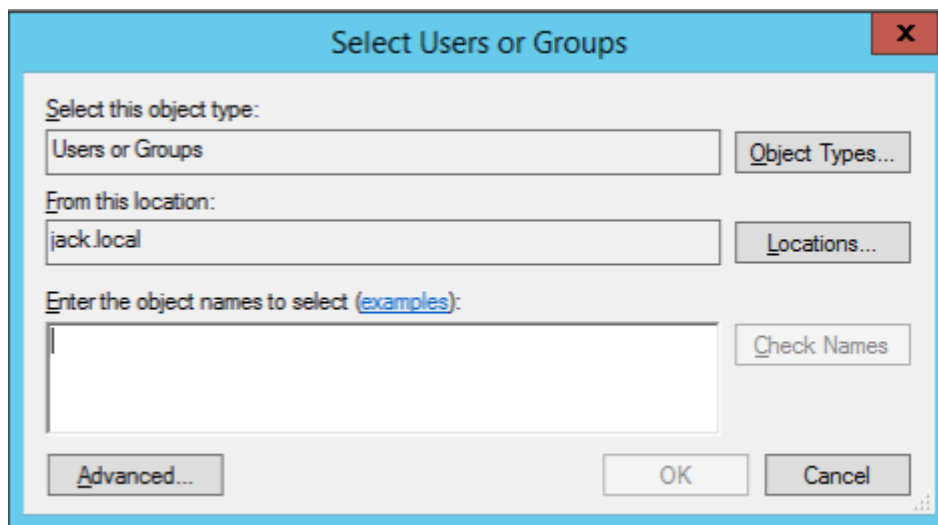 Select Users or Groups
x
Select this object type:
Users or Groups
Object Types...
From this location:
jack.local
Locations...
Enter the object names to select (examples):
Check Names
Advanced...
OK
Cancel